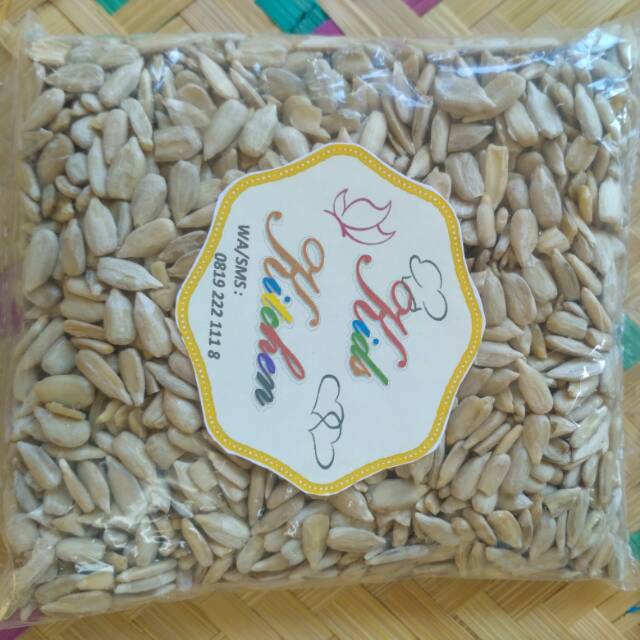 Kids
Kitchen
WA/SMS:
0819 222 111 8